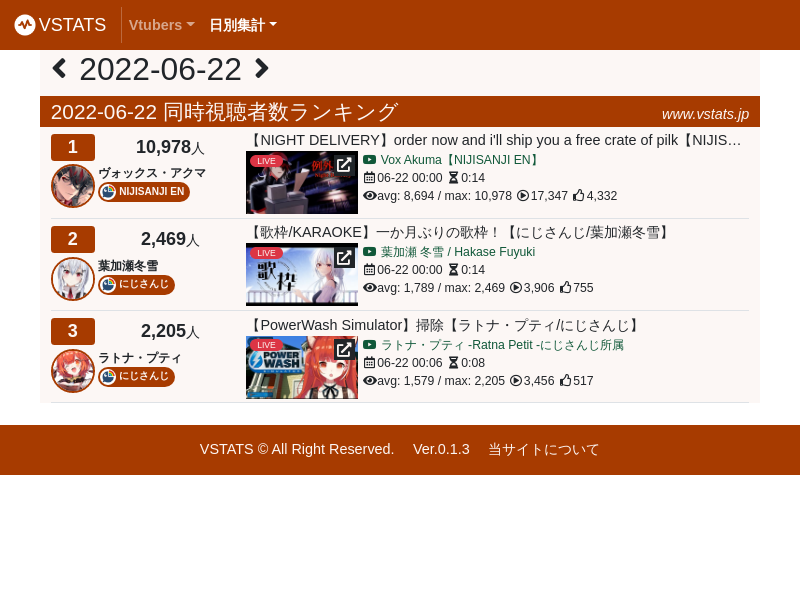 VSTATS Vtubers 日別集計
2022-06-22
2022-06-22 同時視聴者数ランキング www.vstats.jp
1 10,978人
ヴォックス・アクマ
NIJISANJI EN
【NIGHT DELIVERY】order now and i'll ship you a free crate of pilk【NIJIS…
LIVE
Vox Akuma【NIJISANJI EN】
06-22 00:00 0:14
avg: 8,694 / max: 10,978 17,347 4,332
2 2,469人
葉加瀬冬雪
にじさんじ
【歌枠/KARAOKE】一か月ぶりの歌枠！【にじさんじ/葉加瀬冬雪】
LIVE
歌枠
葉加瀬 冬雪 / Hakase Fuyuki
06-22 00:00 0:14
avg: 1,789 / max: 2,469 3,906 755
3 2,205人
ラトナ・プティ
にじさんじ
【PowerWash Simulator】掃除【ラトナ・プティ/にじさんじ】
LIVE
POWER
WASH
ラトナ・プティ -Ratna Petit -にじさんじ所属
06-22 00:06 0:08
avg: 1,579 / max: 2,205 3,456 517
VSTATS © All Right Reserved. Ver.0.1.3 当サイトについて